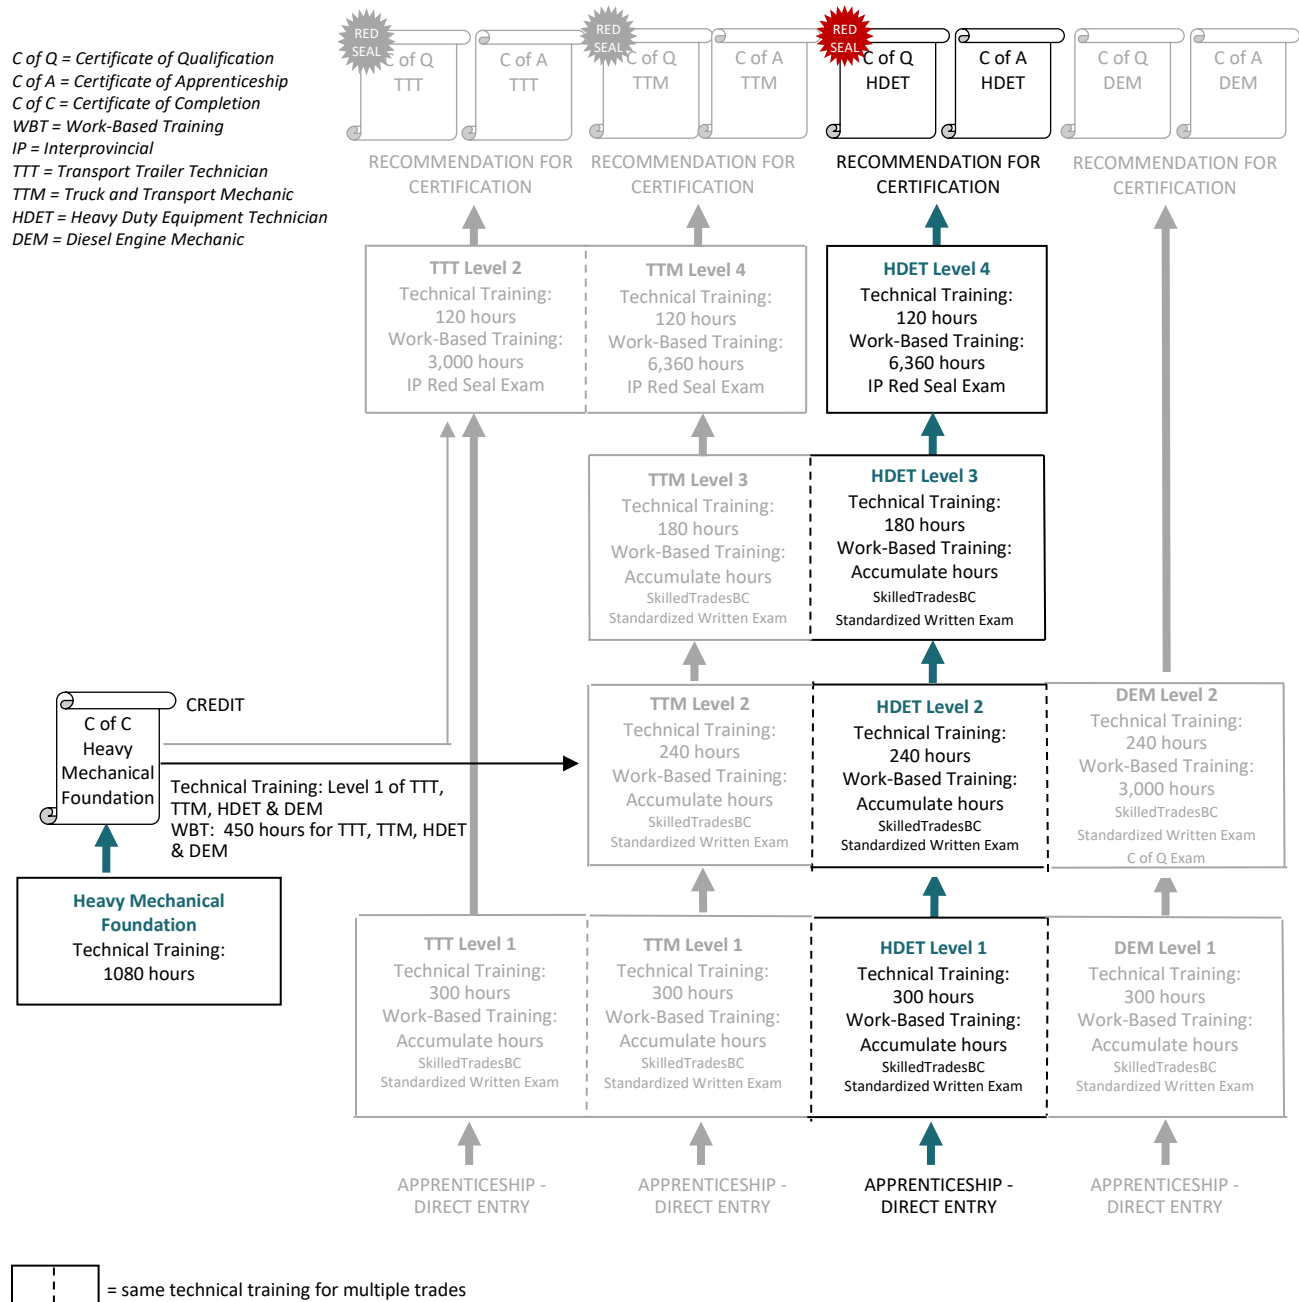 C of Q = Certificate of Qualification
C of A = Certificate of Apprenticeship
C of C = Certificate of Completion
WBT = Work-Based Training
IP = Interprovincial
TTT = Transport Trailer Technician
TTM = Truck and Transport Mechanic
HDET = Heavy Duty Equipment Technician
DEM = Diesel Engine Mechanic
RED
SEAL
C of Q
TTT
C of A
TTT
RECOMMENDATION FOR
CERTIFICATION
RED
SEAL
C of Q
TTM
C of A
TTM
RECOMMENDATION FOR
CERTIFICATION
RED
SEAL
C of Q
HDET
C of A
HDET
RECOMMENDATION FOR
CERTIFICATION
C of Q
DEM
C of A
DEM
RECOMMENDATION FOR
CERTIFICATION
TTT Level 2
Technical Training:
120 hours
Work-Based Training:
3,000 hours
IP Red Seal Exam
TTM Level 4
Technical Training:
120 hours
Work-Based Training:
6,360 hours
IP Red Seal Exam
HDET Level 4
Technical Training:
120 hours
Work-Based Training:
6,360 hours
IP Red Seal Exam
TTM Level 3
Technical Training:
180 hours
Work-Based Training:
Accumulate hours
SkilledTradesBC
Standardized Written Exam
HDET Level 3
Technical Training:
180 hours
Work-Based Training:
Accumulate hours
SkilledTradesBC
Standardized Written Exam
C of C
Heavy
Mechanical
Foundation
CREDIT
Technical Training: Level 1 of TTT,
TTM, HDET & DEM
WBT: 450 hours for TTT, TTM, HDET
& DEM
TTM Level 2
Technical Training:
240 hours
Work-Based Training:
Accumulate hours
SkilledTradesBC
Standardized Written Exam
HDET Level 2
Technical Training:
240 hours
Work-Based Training:
Accumulate hours
SkilledTradesBC
Standardized Written Exam
DEM Level 2
Technical Training:
240 hours
Work-Based Training:
3,000 hours
SkilledTradesBC
Standardized Written Exam
C of Q Exam
Heavy Mechanical
Foundation
Technical Training:
1080 hours
TTT Level 1
Technical Training:
300 hours
Work-Based Training:
Accumulate hours
SkilledTradesBC
Standardized Written Exam
TTM Level 1
Technical Training:
300 hours
Work-Based Training:
Accumulate hours
SkilledTradesBC
Standardized Written Exam
HDET Level 1
Technical Training:
300 hours
Work-Based Training:
Accumulate hours
SkilledTradesBC
Standardized Written Exam
DEM Level 1
Technical Training:
300 hours
Work-Based Training:
Accumulate hours
SkilledTradesBC
Standardized Written Exam
APPRENTICESHIP -
DIRECT ENTRY
APPRENTICESHIP -
DIRECT ENTRY
APPRENTICESHIP -
DIRECT ENTRY
APPRENTICESHIP -
DIRECT ENTRY
= same technical training for multiple trades